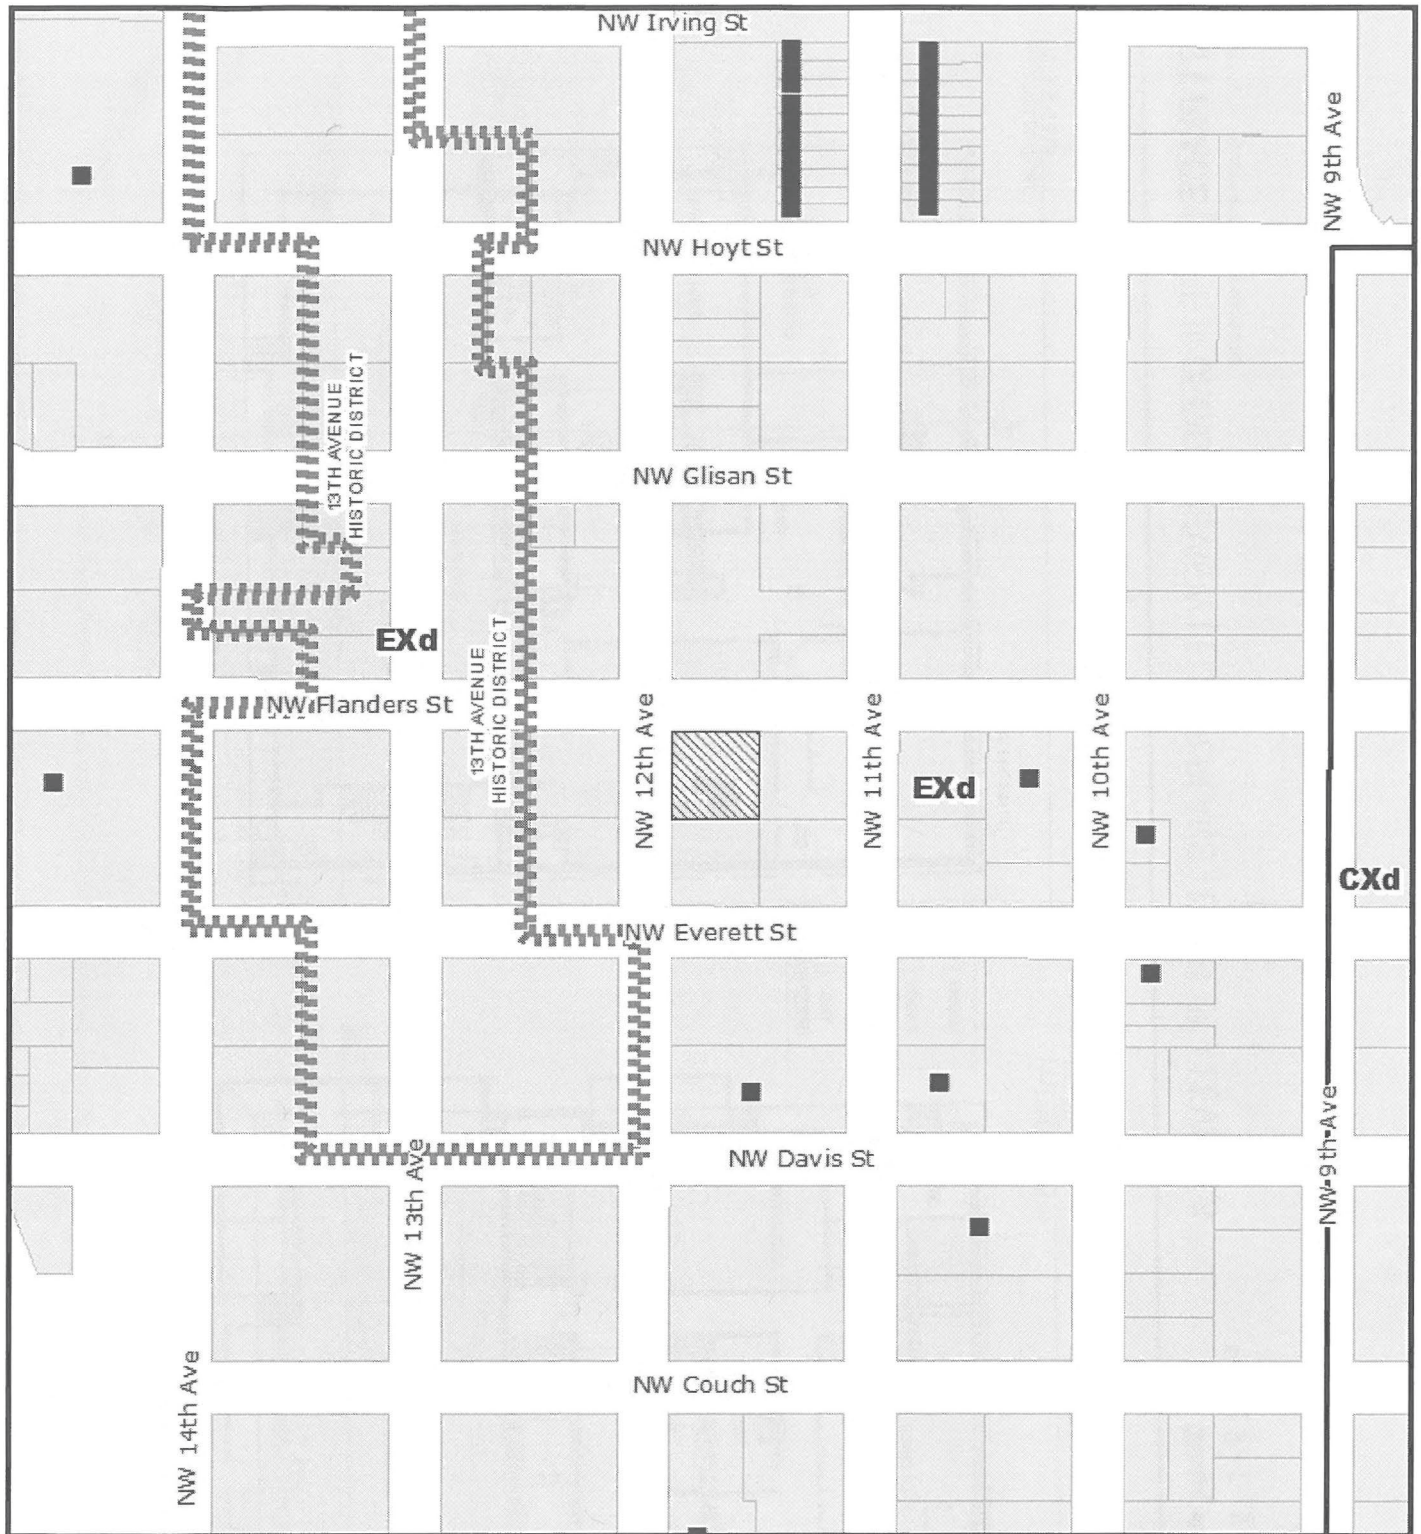 NW Irving St
NW 9th Ave
NW Hoyt St
13TH AVENUE
HISTORIC DISTRICT
NW Glisan St
EXd
13TH AVENUE
HISTORIC DISTRICT
NW Flanders St
NW 12th Ave
NW 11th Ave
EXd
NW 10th Ave
CXd
NW Everett St
NW Davis St
NW 13th Ave
NW 9th Ave
NW Couch St
NW 14th Ave